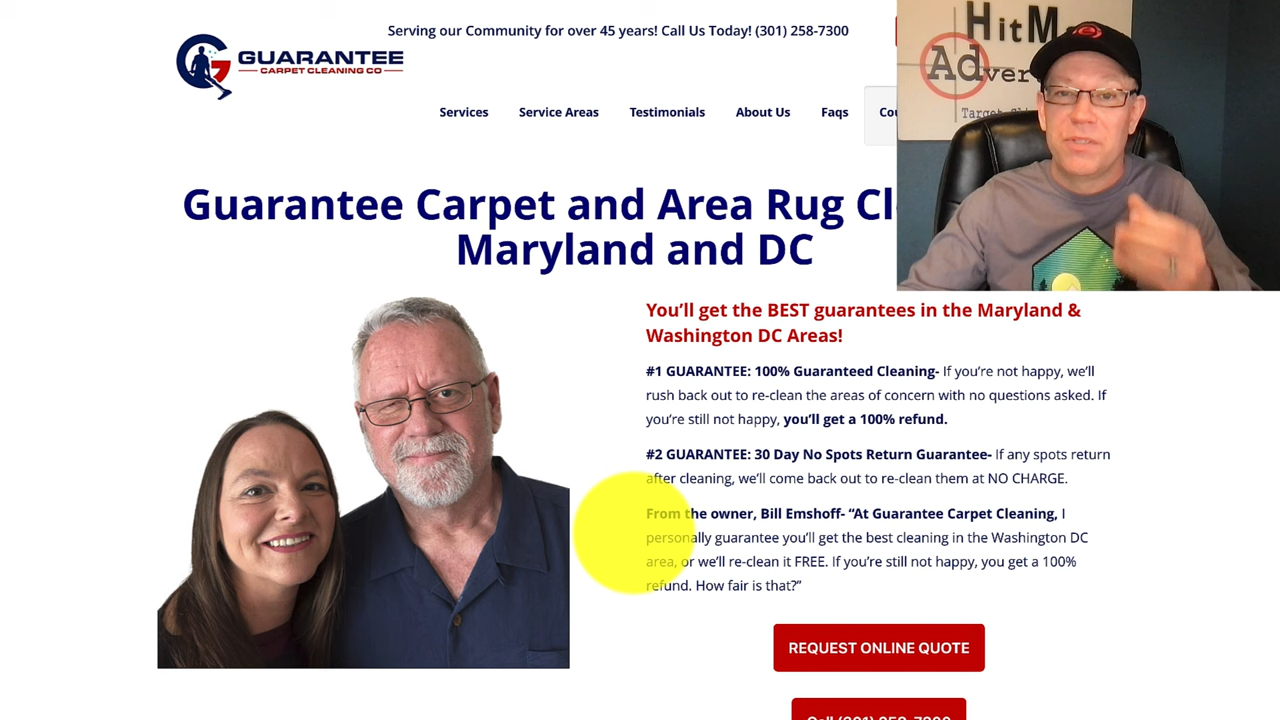 Serving our Community for over 45 years! Call Us Today! (301) 258-7300
GUARANTEE
CARPET CLEANING CO
Services Service Areas Testimonials About Us Faqs
Guarantee Carpet and Area Rug
Maryland and DC
You’ll get the BEST guarantees in the Maryland &
Washington DC Areas!
#1 GUARANTEE: 100% Guaranteed Cleaning- If you’re not happy, we’ll
rush back out to re-clean the areas of concern with no questions asked. If
you’re still not happy, you’ll get a 100% refund.
#2 GUARANTEE: 30 Day No Spots Return Guarantee- If any spots return
after cleaning, we’ll come back out to re-clean them at NO CHARGE.
From the owner, Bill Emshoff- “At Guarantee Carpet Cleaning, I
personally guarantee you’ll get the best cleaning in the Washington DC
area, or we’ll re-clean it FREE. If you’re still not happy, you get a 100%
refund. How fair is that?”
REQUEST ONLINE QUOTE
Call (301) 258-7300
Target